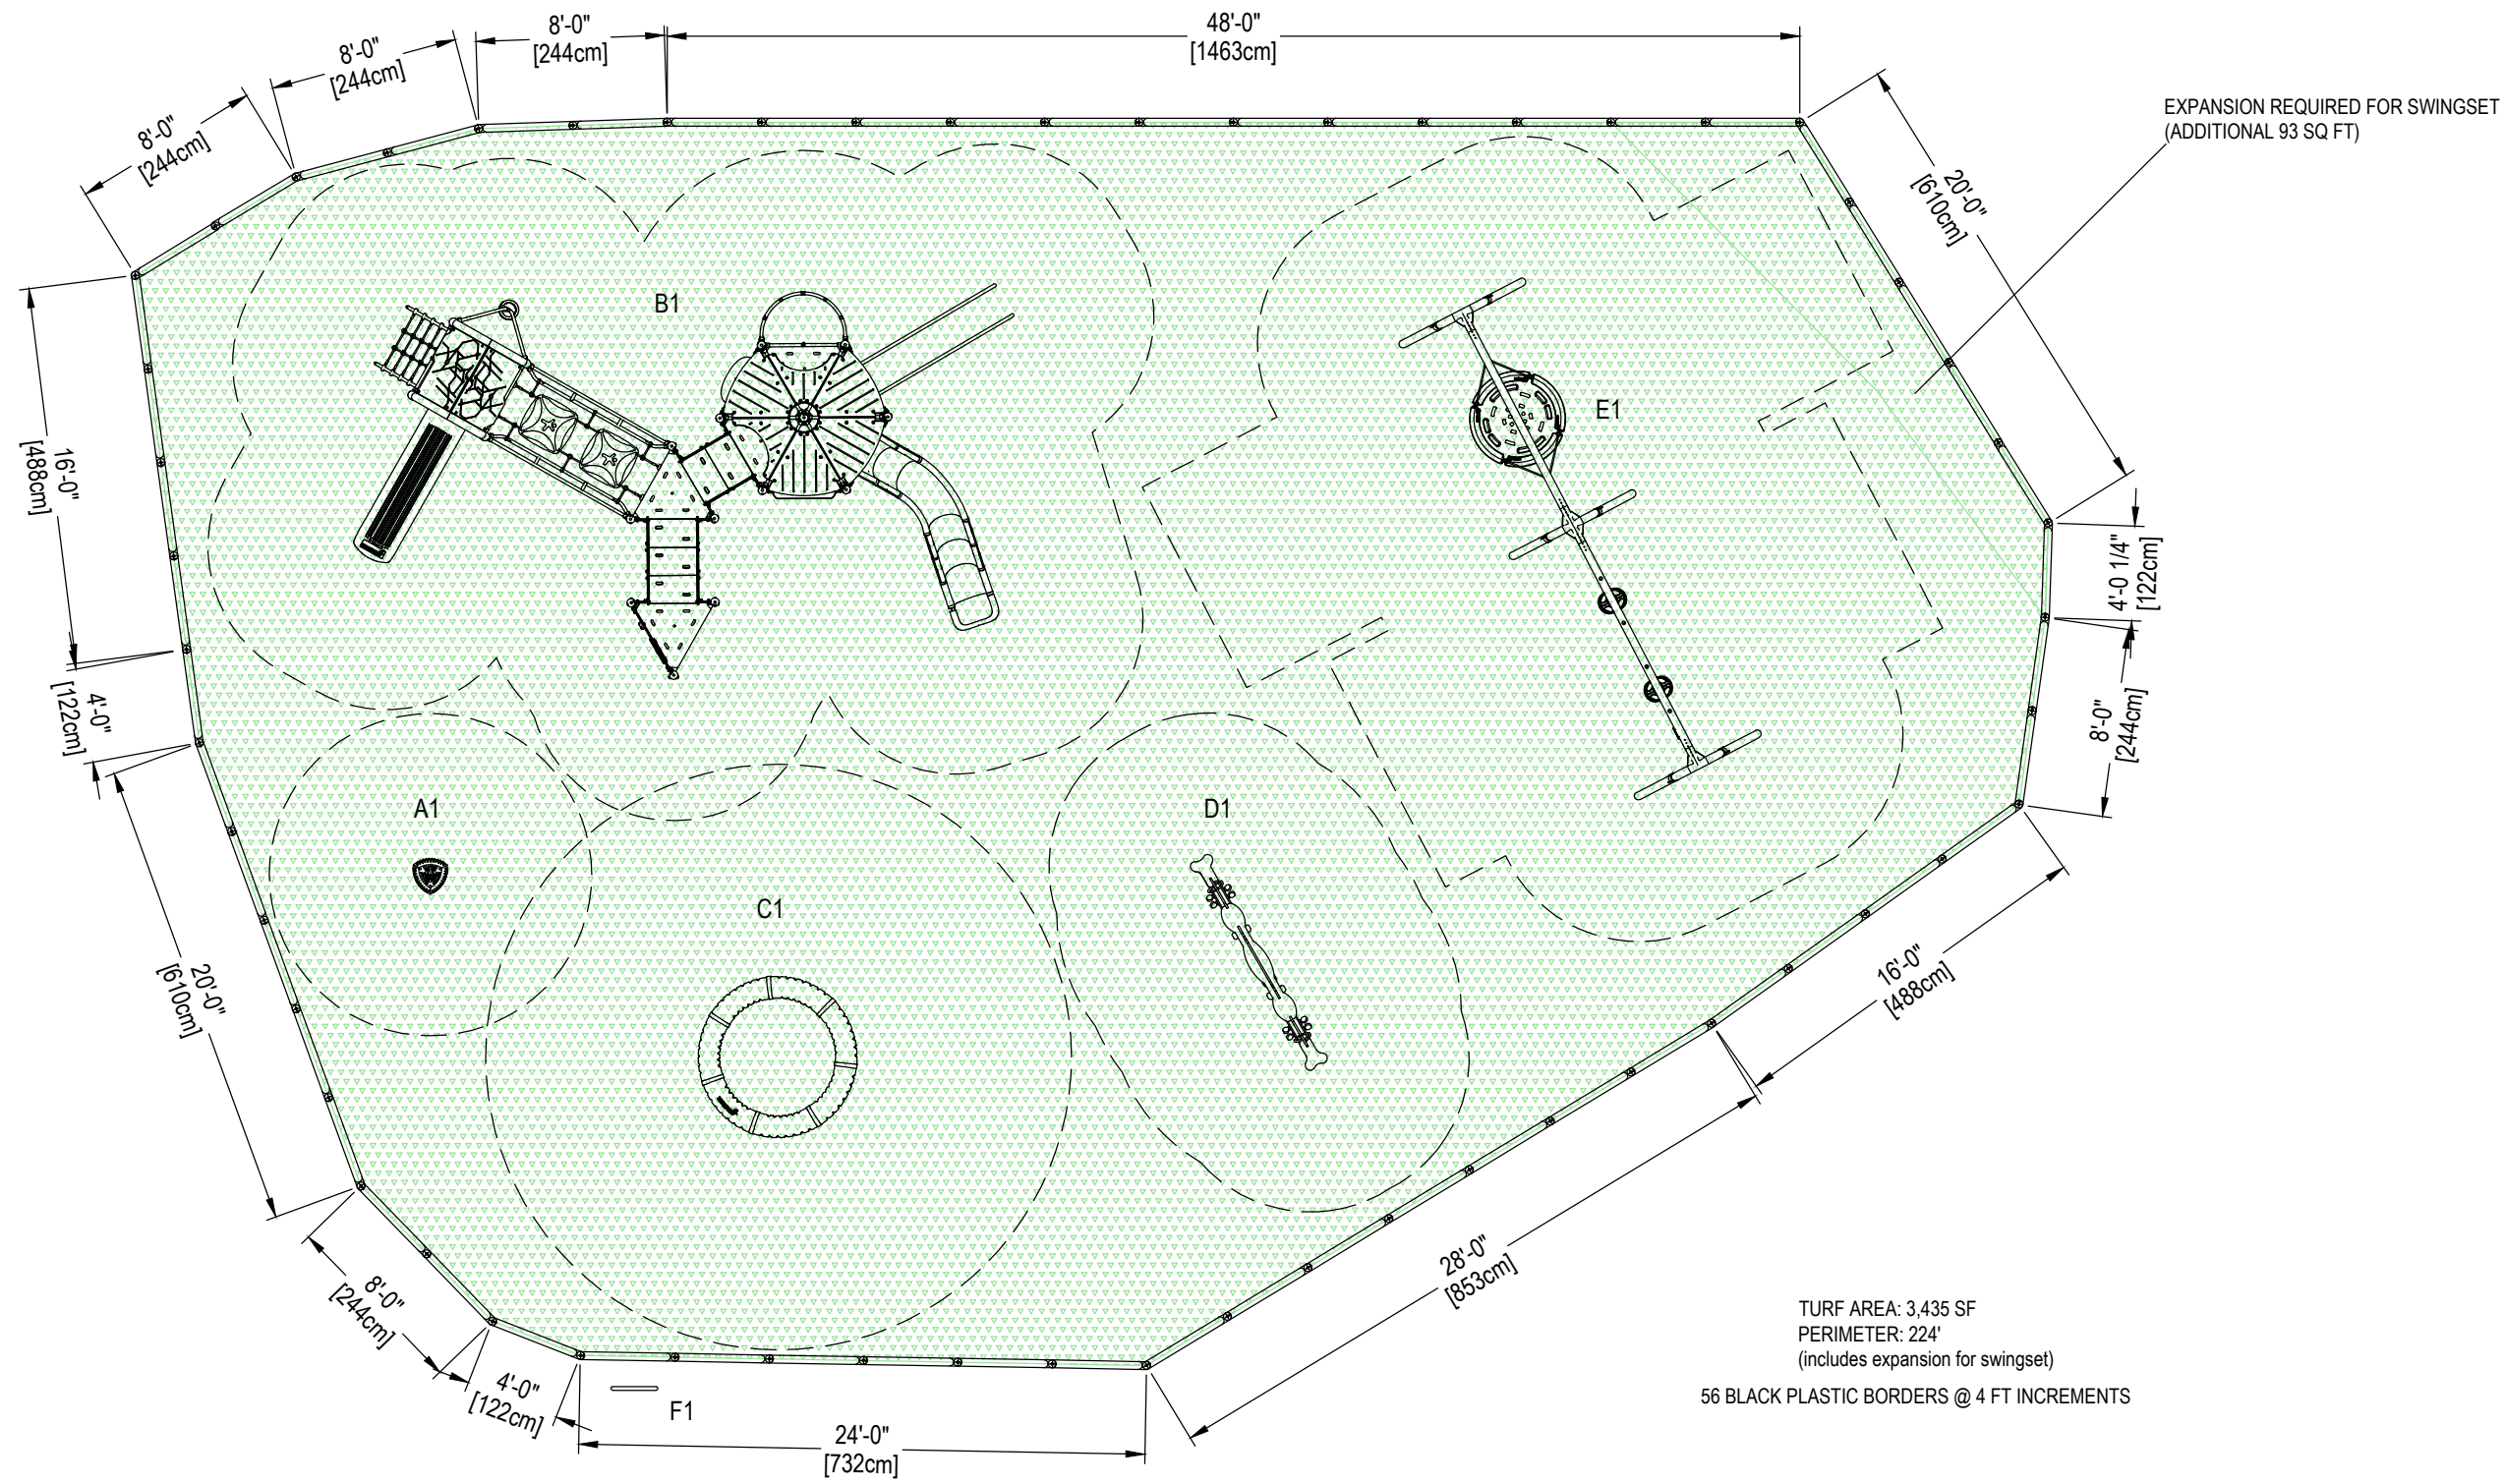 8'-0"
[244cm]
8'-0"
[244cm]
8'-0"
[244cm]
48'-0"
[1463cm]
EXPANSION REQUIRED FOR SWINGSET
(ADDITIONAL 93 SQ FT)
20'-0"
[610cm]
B1
E1
16'-0"
[488cm]
4'-0 1/4"
[122cm]
4'-0"
[122cm]
8'-0"
[244cm]
A1
D1
C1
16'-0"
[488cm]
20'-0"
[610cm]
28'-0"
[853cm]
8'-0"
[244cm]
TURF AREA: 3,435 SF
PERIMETER: 224'
(includes expansion for swingset)
56 BLACK PLASTIC BORDERS @ 4 FT INCREMENTS
4'-0"
[122cm]
F1
24'-0"
[732cm]